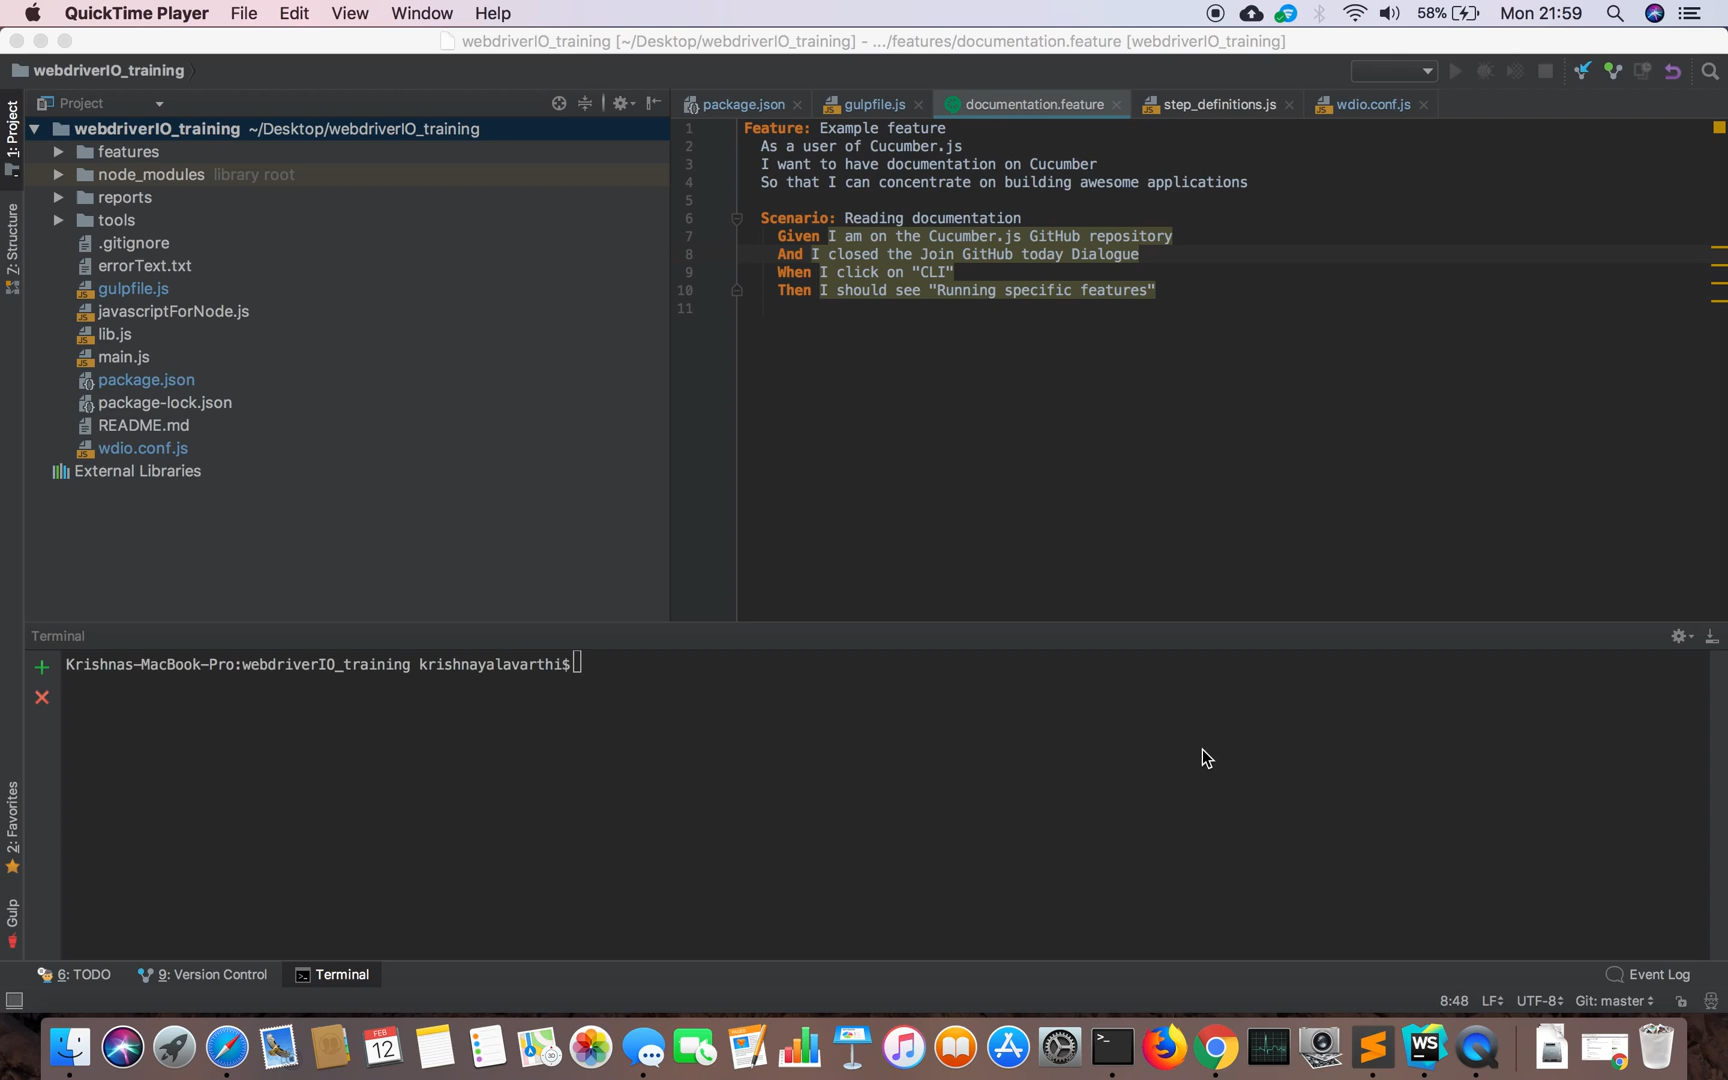 QuickTime Player File Edit View Window Help 58% Mon 21:59
webdriverIO_training [~/Desktop/webdriverIO_training] - .../features/documentation.feature [webdriverIO_training]
webdriverIO_training
Project
package.json gulpfile.js documentation.feature step_definitions.js wdio.conf.js
1: Project
7: Structure
2: Favorites
Gulp
webdriverIO_training ~/Desktop/webdriverIO_training
features
node_modules library root
reports
tools
.gitignore
errorText.txt
gulpfile.js
javascriptForNode.js
lib.js
main.js
package.json
package-lock.json
README.md
wdio.conf.js
External Libraries
1 Feature: Example feature
2 As a user of Cucumber.js
3 I want to have documentation on Cucumber
4 So that I can concentrate on building awesome applications
5
6 Scenario: Reading documentation
7 Given I am on the Cucumber.js GitHub repository
8 And I closed the Join GitHub today Dialogue
9 When I click on "CLI"
10 Then I should see "Running specific features"
11
Terminal
Krishnas-MacBook-Pro:webdriverIO_training krishnayalavarthi$
6: TODO 9: Version Control Terminal Event Log
8:48 LF UTF-8 Git: master
FEB
12
WS